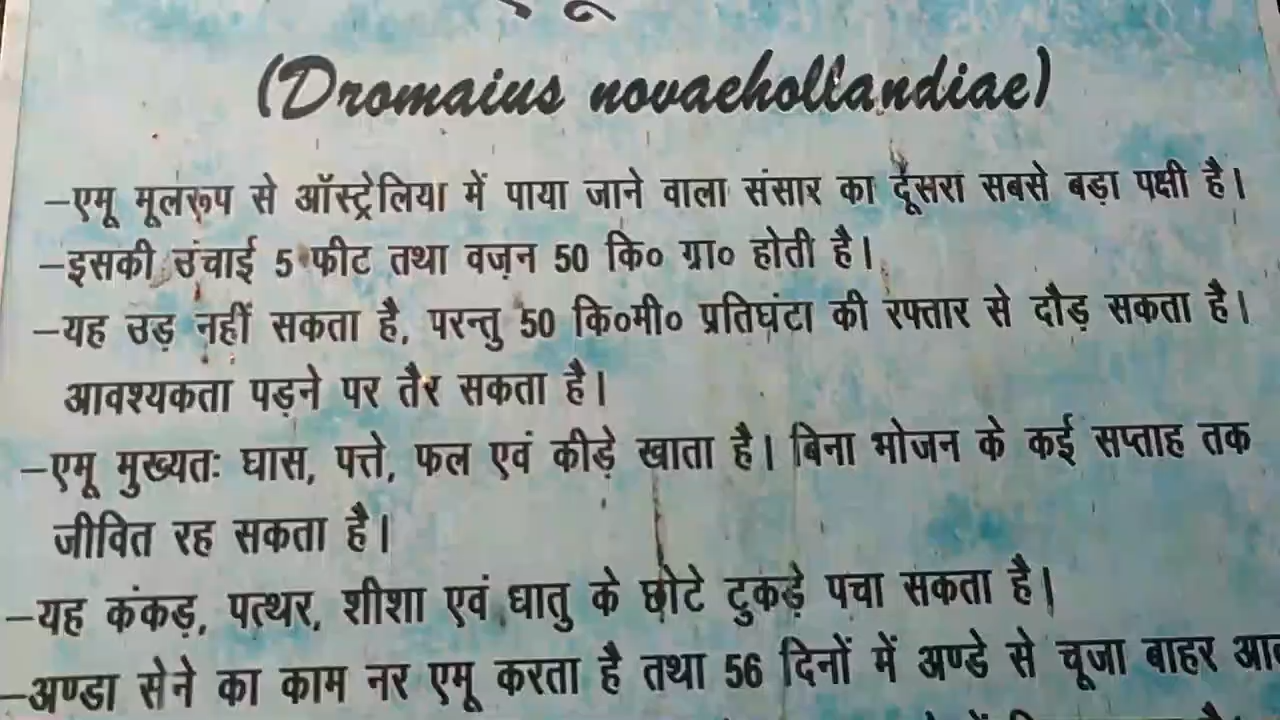 (Dromaius novaehollandiae)
–एमू मूलरूप से ऑस्ट्रेलिया में पाया जाने वाला संसार का दूसरा सबसे बड़ा पक्षी है।
–इसकी उंचाई 5 फीट तथा वज़न 50 कि० ग्रा० होती है।
–यह उड़ नहीं सकता है, परन्तु 50 कि०मी० प्रतिघंटा की रफ्तार से दौड़ सकता है।
आवश्यकता पड़ने पर तैर सकता है।
–एमू मुख्यतः घास, पत्ते, फल एवं कीड़े खाता है। बिना भोजन के कई सप्ताह तक
जीवित रह सकता है।
–यह कंकड़, पत्थर, शीशा एवं धातु के छोटे टुकड़े पचा सकता है।
–अण्डा सेने का काम नर एमू करता है तथा 56 दिनों में अण्डे से चूजा बाहर